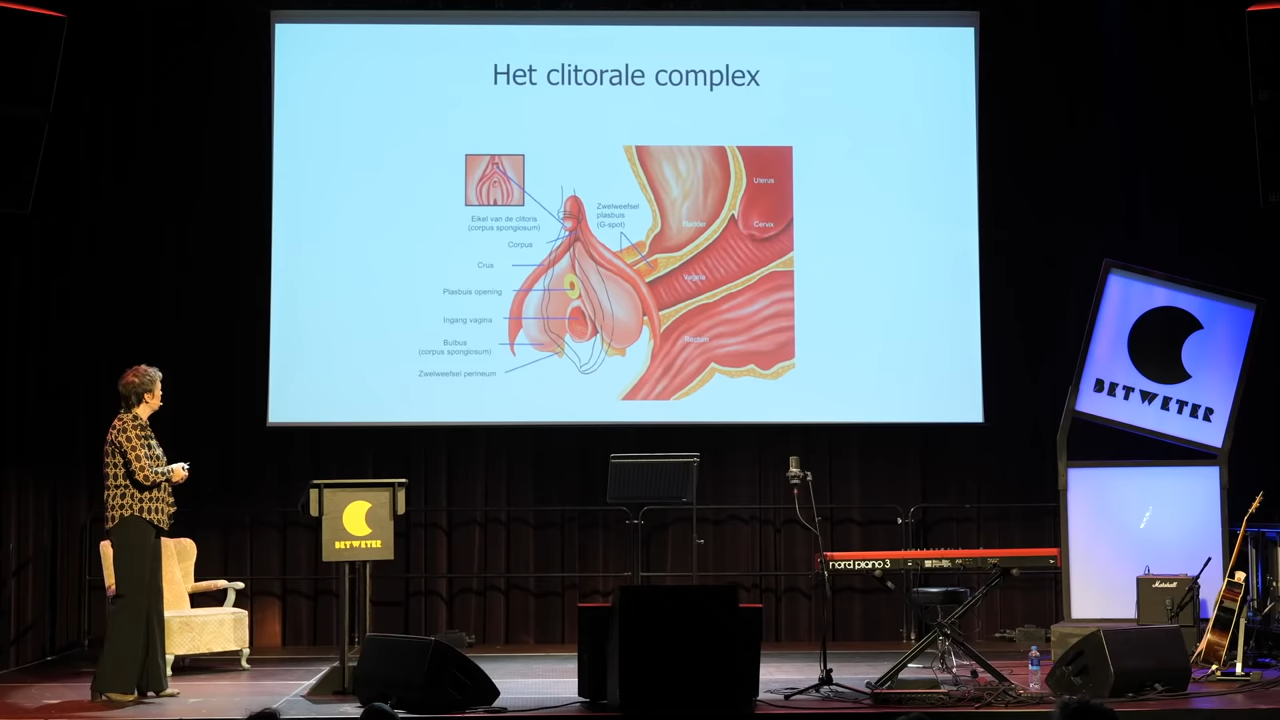 Het clitorale complex
Eikel van de clitoris
(corpus spongiosum)
Corpus
Crus
Plasbuis opening
Ingang vagina
Bulbus
(corpus spongiosum)
Zwelweefsel perineum
Zwelweefsel
plasbuis
(G-spot)
Uterus
Bladder
Cervix
Vagina
Rectum
BETWETER
BETWETER
nord piano 3
Marshall